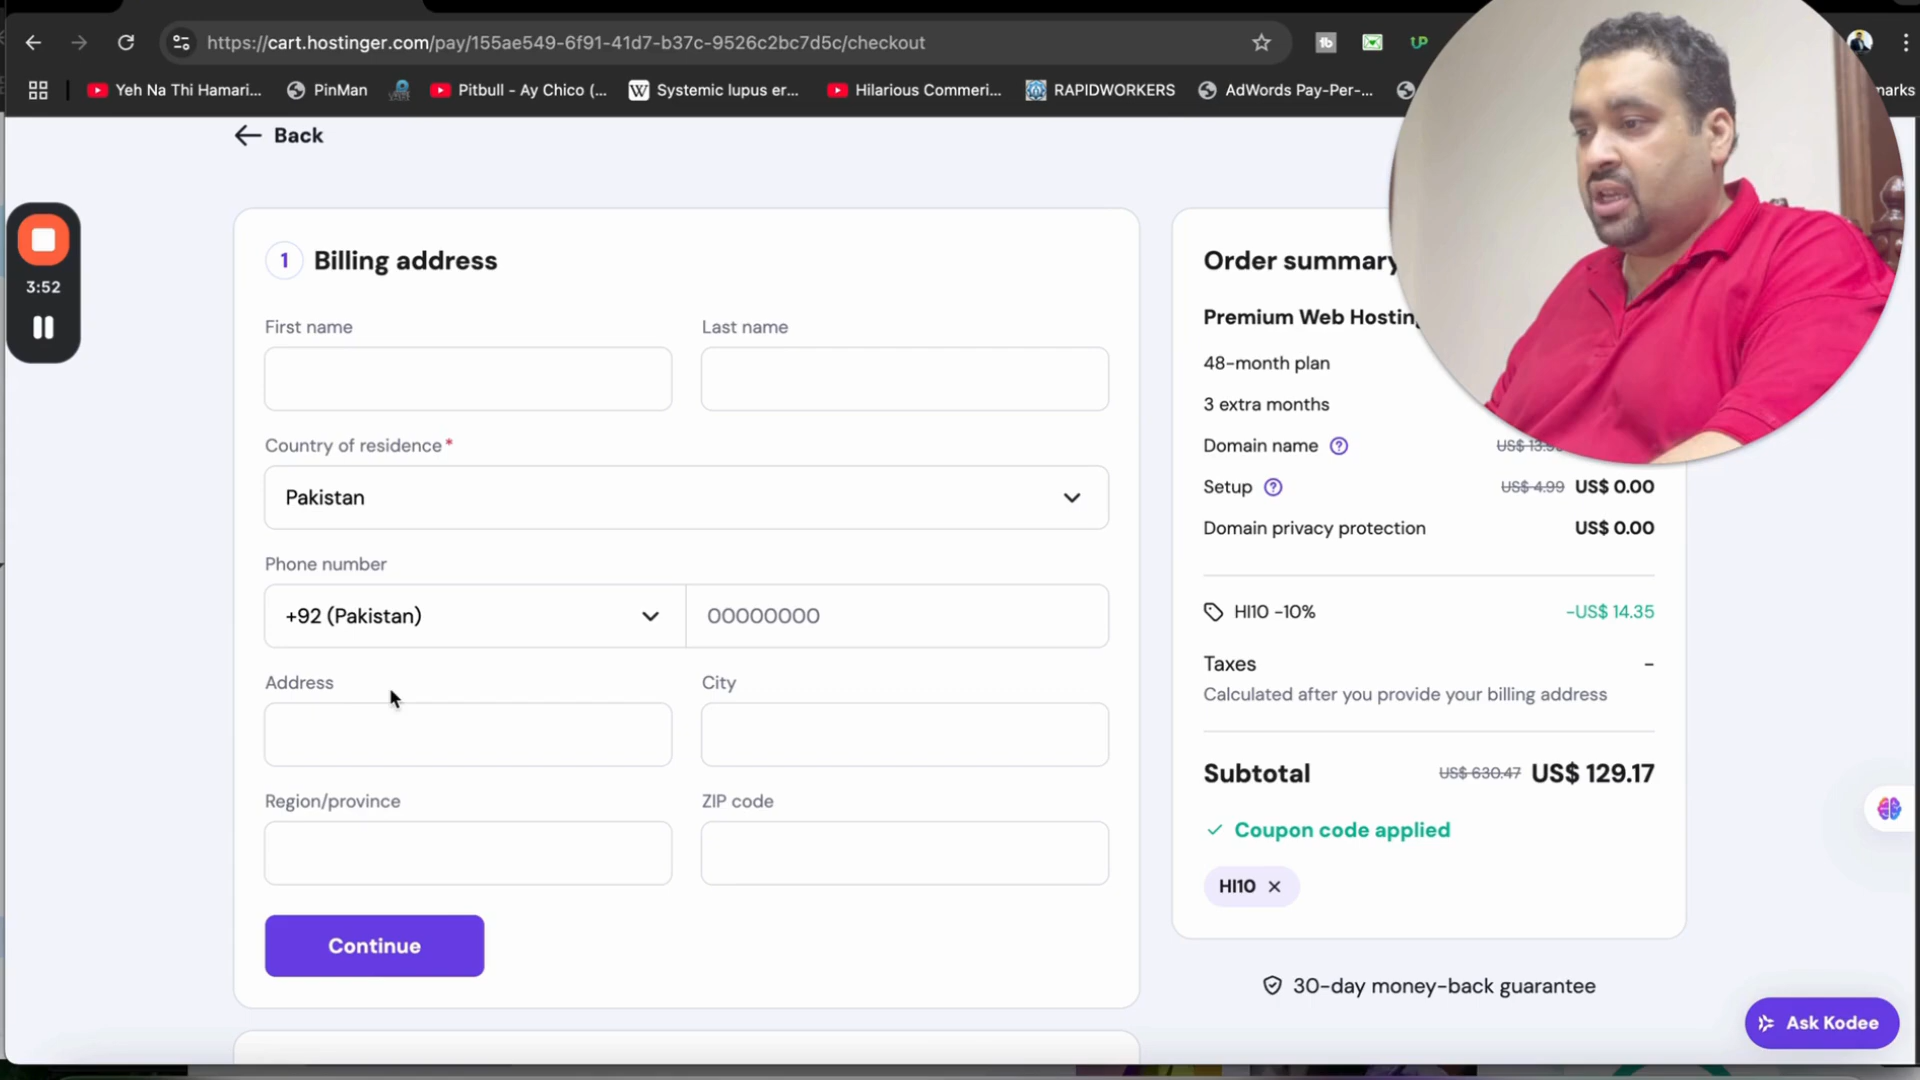 https://cart.hostinger.com/pay/155ae549-6f91-41d7-b37c-9526c2bc7d5c/checkout
Yeh Na Thi Hamari...
PinMan
Pitbull - Ay Chico (...
Systemic lupus er...
Hilarious Commeri...
RAPIDWORKERS
AdWords Pay-Per-...
Back
3:52
1 Billing address
First name
Last name
Country of residence*
Pakistan
Phone number
+92 (Pakistan)
00000000
Address
City
Region/province
ZIP code
Continue
Order summary
Premium Web Hosting
48-month plan
3 extra months
Domain name
Setup
US$ 4.99 US$ 0.00
Domain privacy protection
US$ 0.00
HI10 -10%
-US$ 14.35
Taxes
-
Calculated after you provide your billing address
Subtotal
US$ 630.47 US$ 129.17
Coupon code applied
HI10
30-day money-back guarantee
Ask Kodee